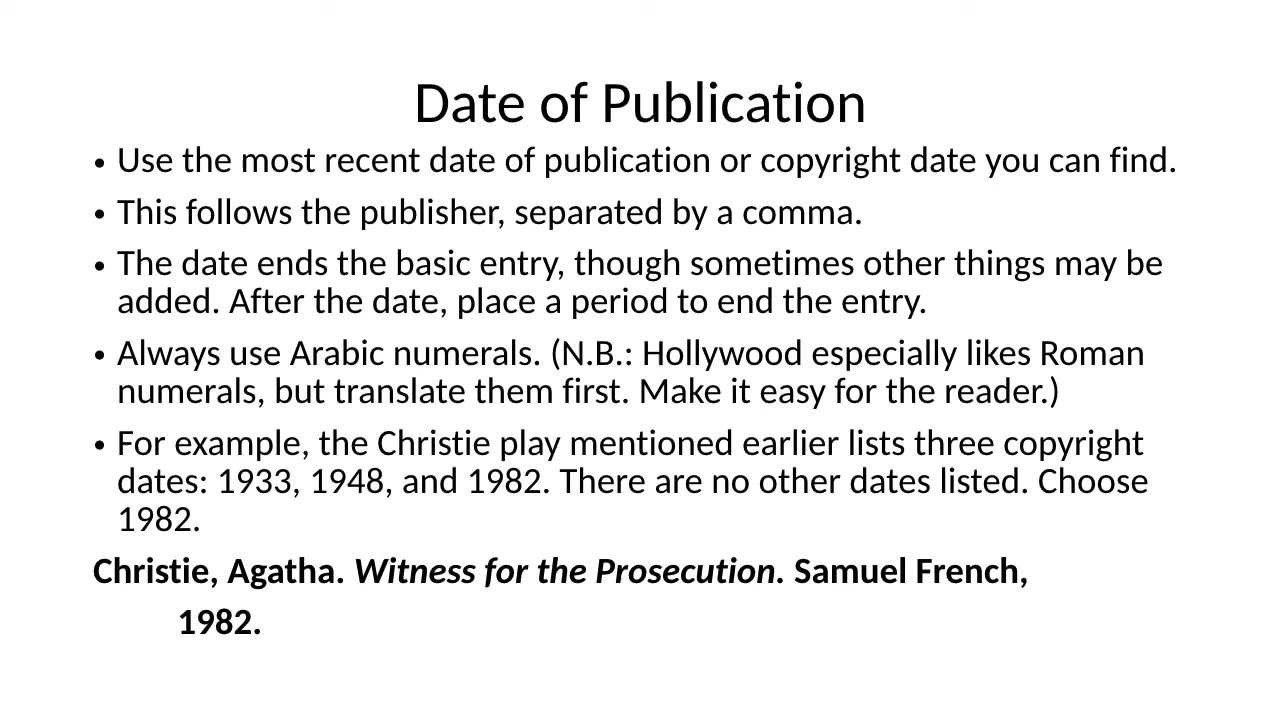 Date of Publication
• Use the most recent date of publication or copyright date you can find.
• This follows the publisher, separated by a comma.
• The date ends the basic entry, though sometimes other things may be
added. After the date, place a period to end the entry.
• Always use Arabic numerals. (N.B.: Hollywood especially likes Roman
numerals, but translate them first. Make it easy for the reader.)
• For example, the Christie play mentioned earlier lists three copyright
dates: 1933, 1948, and 1982. There are no other dates listed. Choose
1982.
Christie, Agatha. Witness for the Prosecution. Samuel French,
1982.